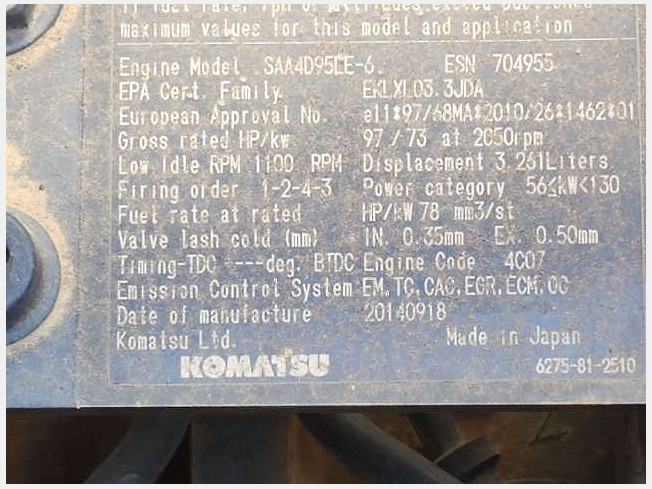 maximum values for this model and application
Engine Model SAA4D95LE-6. ESN 704955
EPA Cert. Family. EKLXL03.3JDA
European Approval No. e11*97/68MA*2010/26*1462*01
Gross rated HP/kw 97 / 73 at 2050rpm
Low Idle RPM 1100 RPM Displacement 3.261Liters
Firing order 1-2-4-3 Power category 56≤kW<130
Fuel rate at rated HP/kW 78 mm3/st
Valve lash cold (mm) IN. 0.35mm EX. 0.50mm
Timing-TDC ---deg. BTDC Engine Code 4C07
Emission Control System EM.TC,CAC,EGR,ECM,OC
Date of manufacture 20140918
Komatsu Ltd. Made in Japan
KOMATSU 6275-81-2510